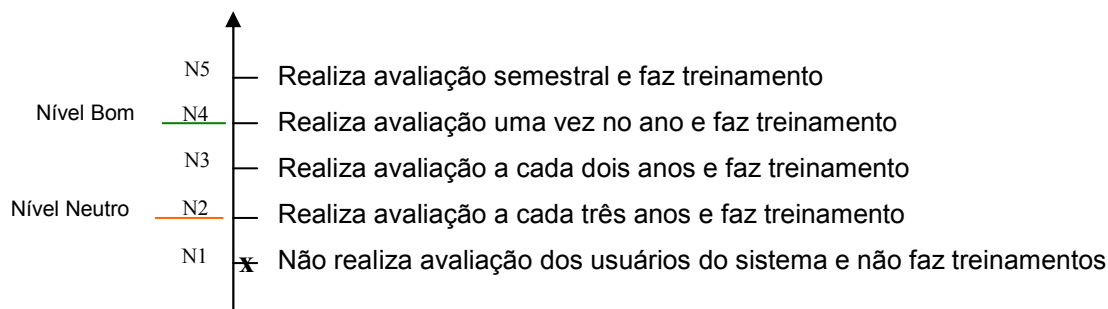 N5 Realiza avaliação semestral e faz treinamento
Nível Bom N4 Realiza avaliação uma vez no ano e faz treinamento
N3 Realiza avaliação a cada dois anos e faz treinamento
Nível Neutro N2 Realiza avaliação a cada três anos e faz treinamento
N1 x Não realiza avaliação dos usuários do sistema e não faz treinamentos